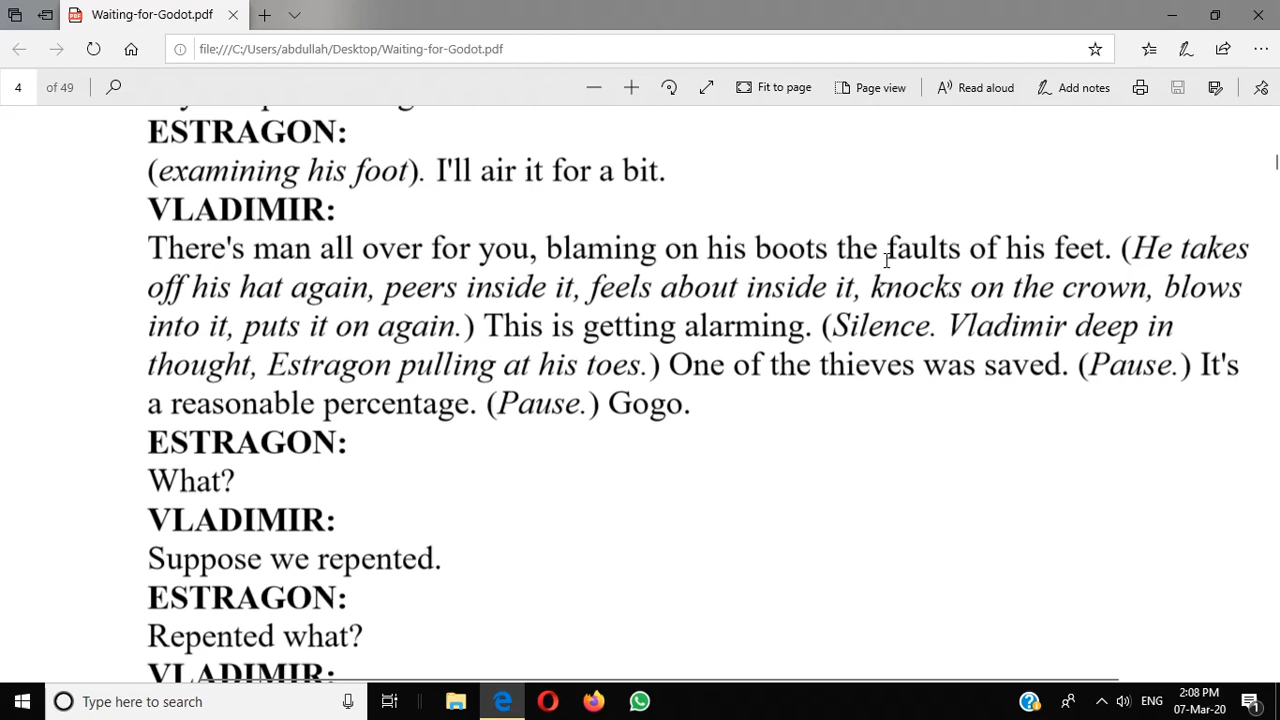 Waiting-for-Godot.pdf
file:///C:/Users/abdullah/Desktop/Waiting-for-Godot.pdf
4 of 49
Fit to page
Page view
Read aloud
Add notes
ESTRAGON:
(examining his foot). I'll air it for a bit.
VLADIMIR:
There's man all over for you, blaming on his boots the faults of his feet. (He takes
off his hat again, peers inside it, feels about inside it, knocks on the crown, blows
into it, puts it on again.) This is getting alarming. (Silence. Vladimir deep in
thought, Estragon pulling at his toes.) One of the thieves was saved. (Pause.) It's
a reasonable percentage. (Pause.) Gogo.
ESTRAGON:
What?
VLADIMIR:
Suppose we repented.
ESTRAGON:
Repented what?
VLADIMIR:
Type here to search
ENG
2:08 PM
07-Mar-20